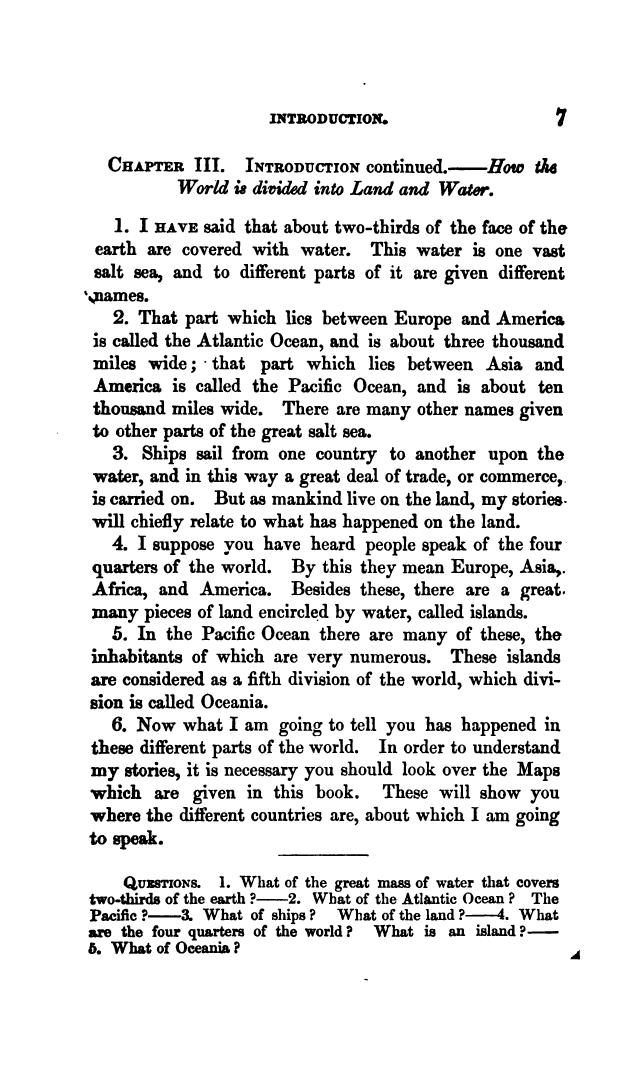 INTRODUCTION. 7
CHAPTER III. INTRODUCTION continued.——How the
World is divided into Land and Water.
1. I HAVE said that about two-thirds of the face of the
earth are covered with water. This water is one vast
salt sea, and to different parts of it are given different
names.
2. That part which lies between Europe and America
is called the Atlantic Ocean, and is about three thousand
miles wide; that part which lies between Asia and
America is called the Pacific Ocean, and is about ten
thousand miles wide. There are many other names given
to other parts of the great salt sea.
3. Ships sail from one country to another upon the
water, and in this way a great deal of trade, or commerce,
is carried on. But as mankind live on the land, my stories
will chiefly relate to what has happened on the land.
4. I suppose you have heard people speak of the four
quarters of the world. By this they mean Europe, Asia,
Africa, and America. Besides these, there are a great
many pieces of land encircled by water, called islands.
5. In the Pacific Ocean there are many of these, the
inhabitants of which are very numerous. These islands
are considered as a fifth division of the world, which divi-
sion is called Oceania.
6. Now what I am going to tell you has happened in
these different parts of the world. In order to understand
my stories, it is necessary you should look over the Maps
which are given in this book. These will show you
where the different countries are, about which I am going
to speak.
QUESTIONS. 1. What of the great mass of water that covers
two-thirds of the earth?——2. What of the Atlantic Ocean? The
Pacific?——3. What of ships? What of the land?——4. What
are the four quarters of the world? What is an island?——
5. What of Oceania?